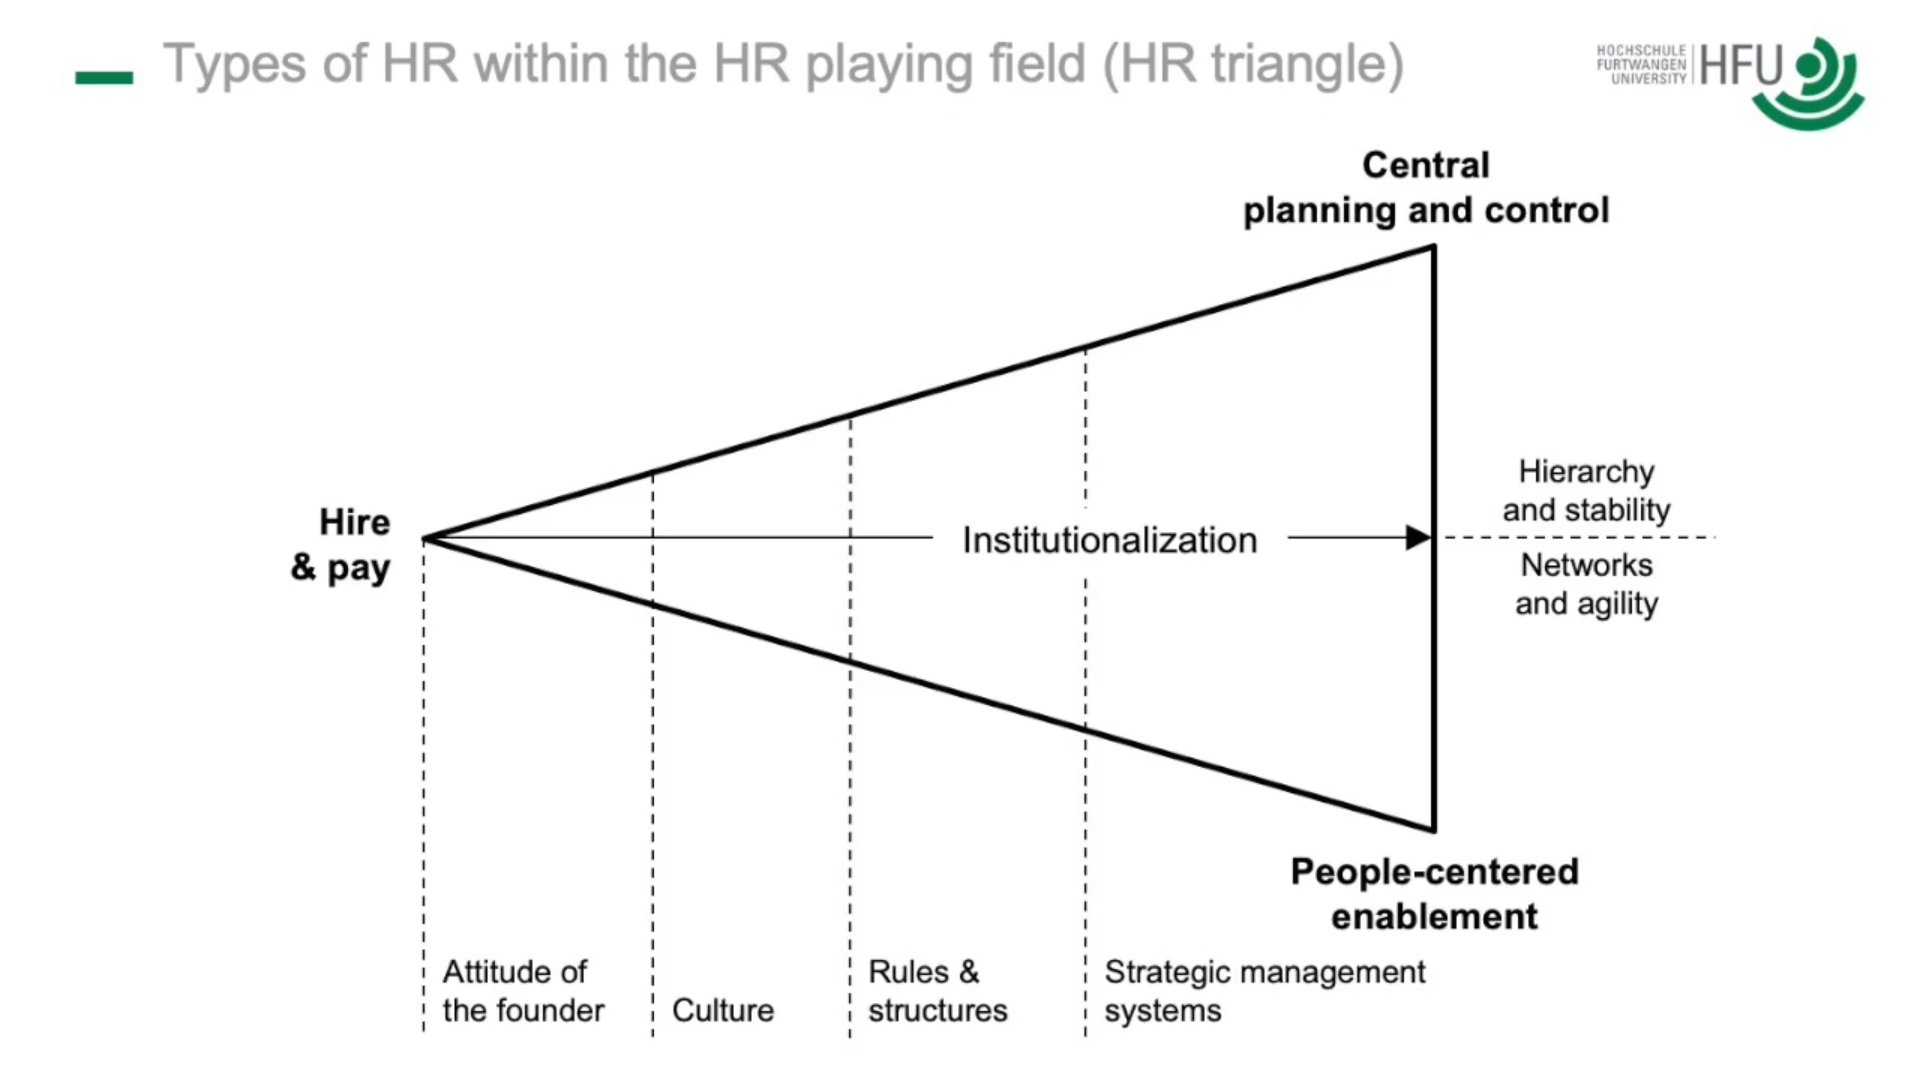 Types of HR within the HR playing field (HR triangle)
HOCHSCHULE
FURTWANGEN
UNIVERSITY
HFU
Central
planning and control
Hire
& pay
Institutionalization
Hierarchy
and stability
Networks
and agility
People-centered
enablement
Attitude of
the founder
Culture
Rules &
structures
Strategic management
systems